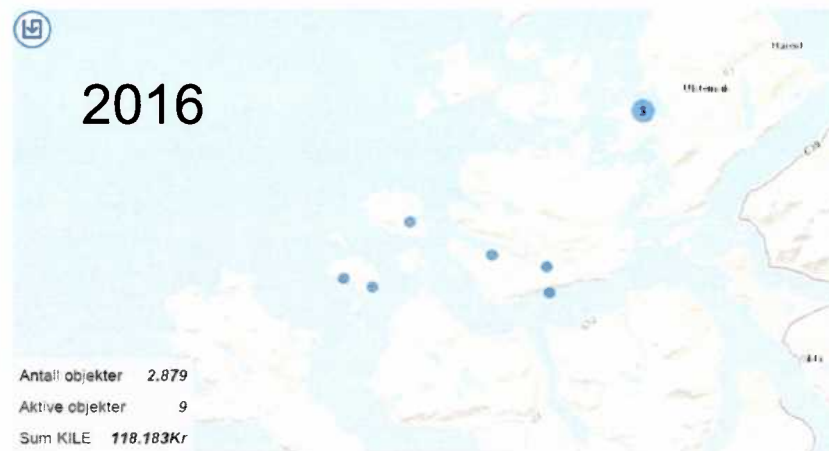 2016
3
Antall objekter 2.879
Aktive objekter 9
Sum KILE 118.183Kr